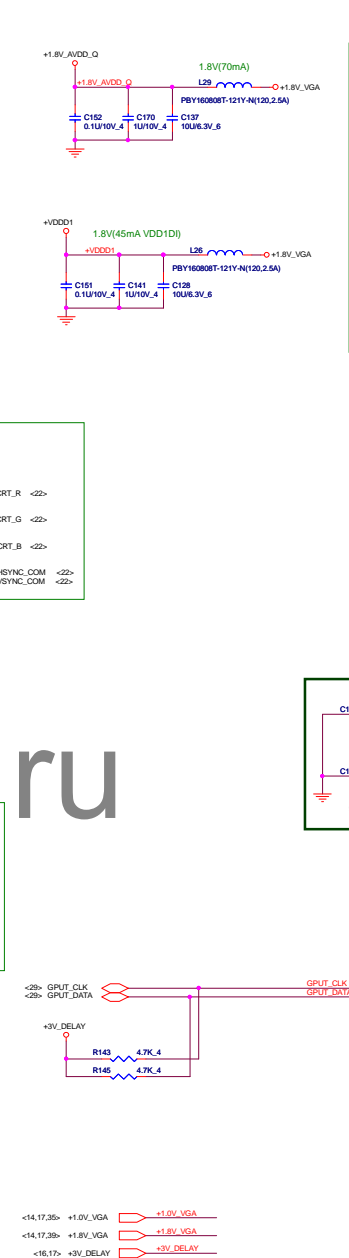 +1.8V_AVDD_Q
1.8V(70mA)
+1.8V_AVDD_Q
L29
+1.8V_VGA
PBY160808T-121Y-N(120,2.5A)
C152
C170
C137
0.1U/10V_4
1U/10V_4
10U/6.3V_6
+VDDD1
1.8V(45mA VDD1DI)
+VDDD1
L26
+1.8V_VGA
PBY160808T-121Y-N(120,2.5A)
C151
C141
C128
0.1U/10V_4
1U/10V_4
10U/6.3V_6
CRT_R <22>
CRT_G <22>
CRT_B <22>
HSYNC_COM <22>
VSYNC_COM <22>
C1
C1
ru
<29> GPUT_CLK
GPUT_CLK
<29> GPUT_DATA
GPUT_DATA
+3V_DELAY
R143 4.7K_4
R145 4.7K_4
<14,17,35> +1.0V_VGA
+1.0V_VGA
<14,17,39> +1.8V_VGA
+1.8V_VGA
<16,17> +3V_DELAY
+3V_DELAY